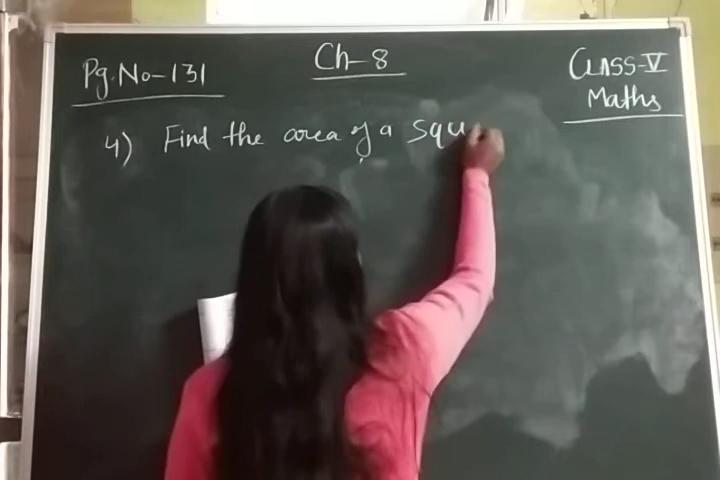 Pg.No-131
Ch-8
CLASS-V
Maths
4) Find the area of a squ